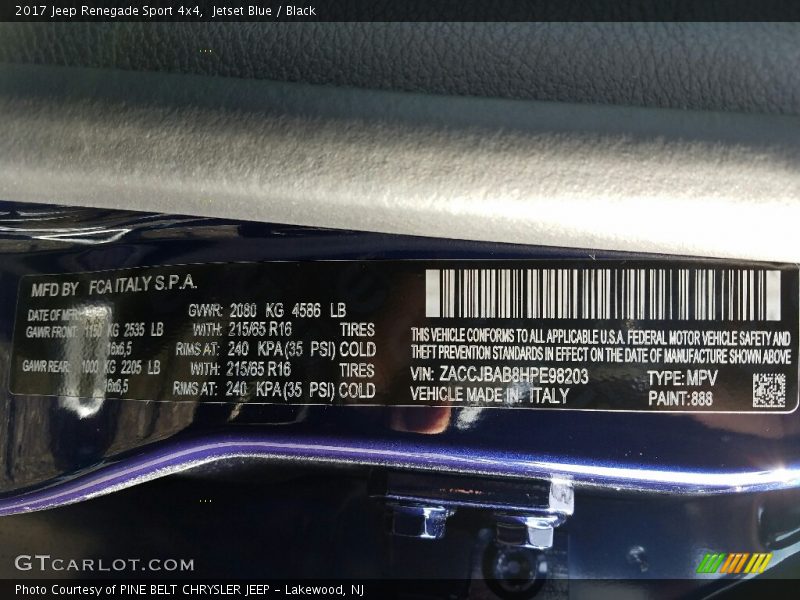 2017 Jeep Renegade Sport 4x4, Jetset Blue / Black
MFD BY FCA ITALY S.P.A.
DATE OF MFR: GVWR: 2080 KG 4586 LB
GAWR FRONT: 1150 KG 2535 LB WITH: 215/65 R16 TIRES
16x6,5 RIMS AT: 240 KPA(35 PSI) COLD
GAWR REAR: 1000 KG 2205 LB WITH: 215/65 R16 TIRES
16x6,5 RIMS AT: 240 KPA(35 PSI) COLD
THIS VEHICLE CONFORMS TO ALL APPLICABLE U.S.A. FEDERAL MOTOR VEHICLE SAFETY AND
THEFT PREVENTION STANDARDS IN EFFECT ON THE DATE OF MANUFACTURE SHOWN ABOVE
VIN: ZACCJBAB8HPE98203 TYPE: MPV
VEHICLE MADE IN: ITALY PAINT: 888
GTCARLOT.COM
Photo Courtesy of PINE BELT CHRYSLER JEEP - Lakewood, NJ